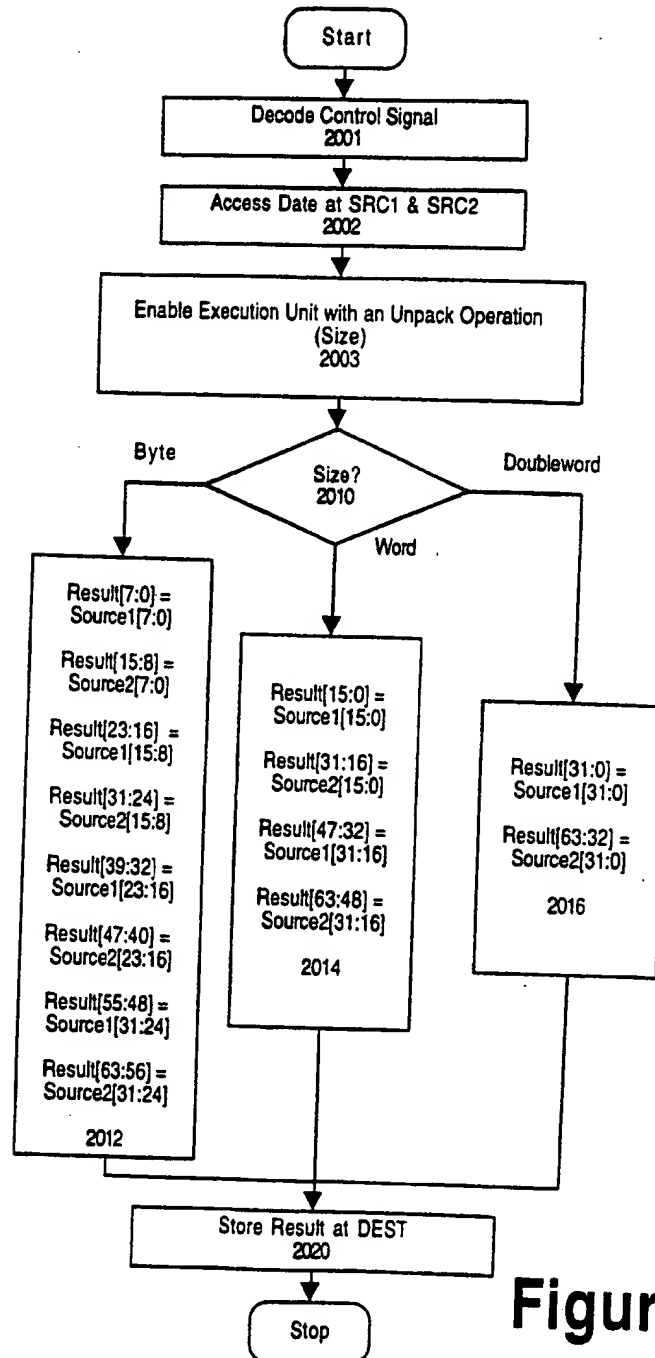 Start
Decode Control Signal
2001
Access Date at SRC1 & SRC2
2002
Enable Execution Unit with an Unpack Operation
(Size)
2003
Byte
Size?
2010
Doubleword
Word
Result[7:0] =
Source1[7:0]
Result[15:8] =
Source2[7:0]
Result[23:16] =
Source1[15:8]
Result[31:24] =
Source2[15:8]
Result[39:32] =
Source1[23:16]
Result[47:40] =
Source2[23:16]
Result[55:48] =
Source1[31:24]
Result[63:56] =
Source2[31:24]
2012
Result[15:0] =
Source1[15:0]
Result[31:16] =
Source2[15:0]
Result[47:32] =
Source1[31:16]
Result[63:48] =
Source2[31:16]
2014
Result[31:0] =
Source1[31:0]
Result[63:32] =
Source2[31:0]
2016
Store Result at DEST
2020
Stop
Figur